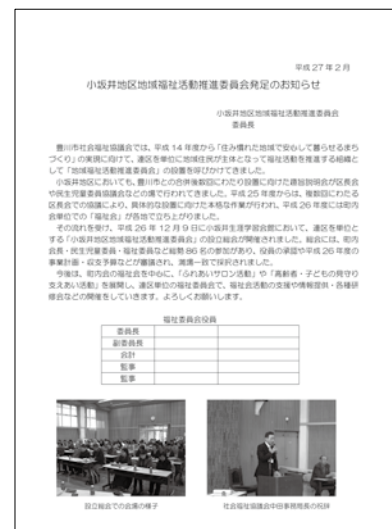 平成 27 年 2 月
小坂井地区地域福祉活動推進委員会発足のお知らせ
小坂井地区地域福祉活動推進委員会
委員長
豊川市社会福祉協議会では、平成 14 年度から「住み慣れた地域で安心して暮らせるまち
づくり」の実現に向けて、連区を単位に地域住民が主体となって福祉活動を推進する組織と
して「地域福祉活動推進委員会」の設置を呼びかけてきました。
小坂井地区においても、豊川市との合併後数回にわたり設置に向けた趣旨説明会が区長会
や民生児童委員協議会などの場で行われてきました。平成 25 年度からは、複数回にわたる
区長会での協議により、具体的な設置に向けた本格な作業が行われ、平成 26 年度には町内
会単位での「福祉会」が各地で立ち上がりました。
その流れを受け、平成 26 年 12 月 9 日に小坂井生涯学習会館において、連区を単位と
する「小坂井地区地域福祉活動推進委員会」の設立総会が開催されました。総会には、町内
会長・民生児童委員・福祉委員など総勢 86 名の参加があり、役員の承認や平成 26 年度の
事業計画・収支予算などが審議され、満場一致で採択されました。
今後は、町内会の福祉会を中心に、「ふれあいサロン活動」や「高齢者・子どもの見守り
支えあい活動」を展開し、連区単位の福祉委員会で、福祉会活動の支援や情報提供・各種研
修会などの開催をしていきます。よろしくお願いします。
福祉委員会役員
委員長
副委員長
会計
監事
監事
設立総会での会場の様子
社会福祉協議会中田事務局長の祝辞